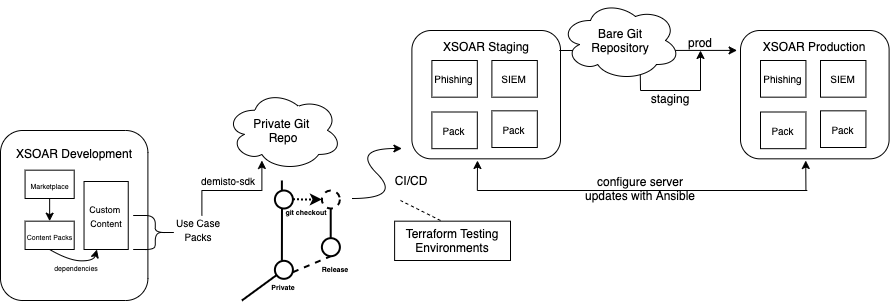 XSOAR Development
Marketplace
Content Packs
Custom
Content
dependencies
Use Case
Packs
demisto-sdk
Private Git
Repo
git checkout
Private
Release
CI/CD
Terraform Testing
Environments
XSOAR Staging
Phishing
SIEM
Pack
Pack
Bare Git
Repository
prod
staging
XSOAR Production
Phishing
SIEM
Pack
Pack
configure server
updates with Ansible